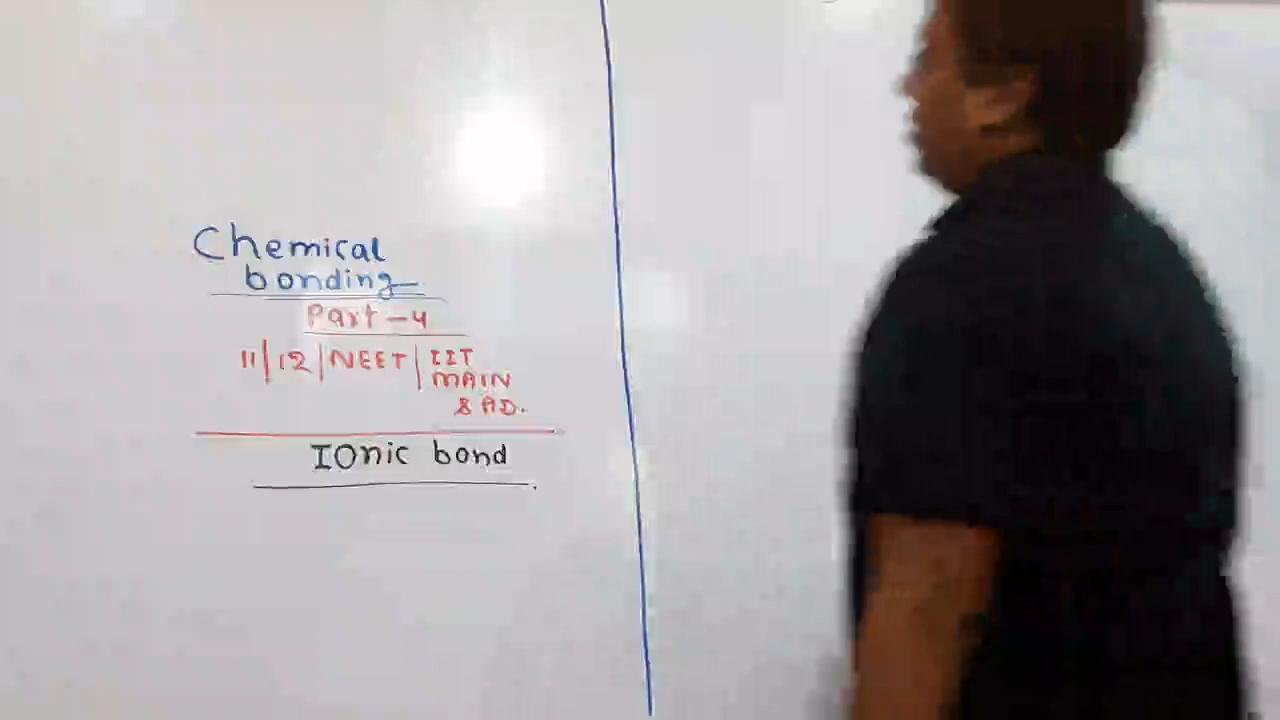 Chemical
bonding
Part-4
11/12/NEET/IIT
MAIN
& AD.
IOnic bond